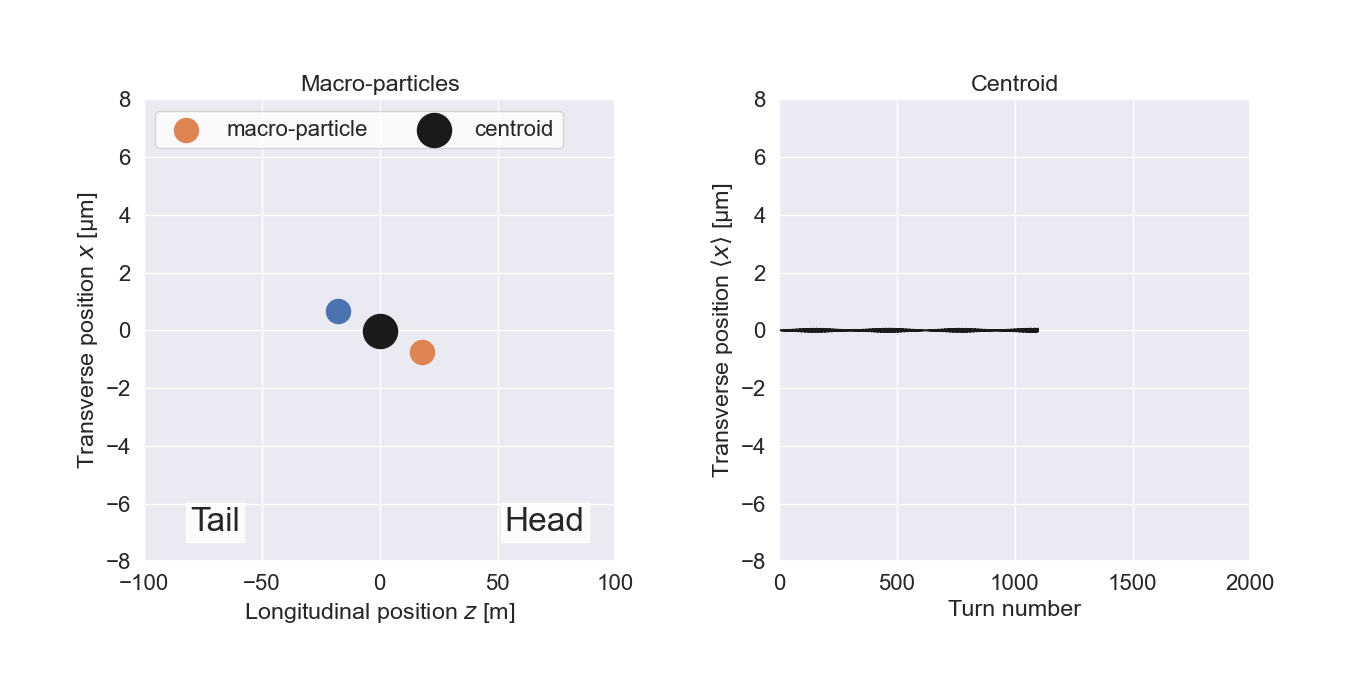 Macro-particles
8
6
4
2
0
−2
−4
−6
−8
Transverse position x [μm]
macro-particle
centroid
Tail
Head
−100
−50
0
50
100
Longitudinal position z [m]
Centroid
8
6
4
2
0
−2
−4
−6
−8
Transverse position ⟨x⟩ [μm]
0
500
1000
1500
2000
Turn number